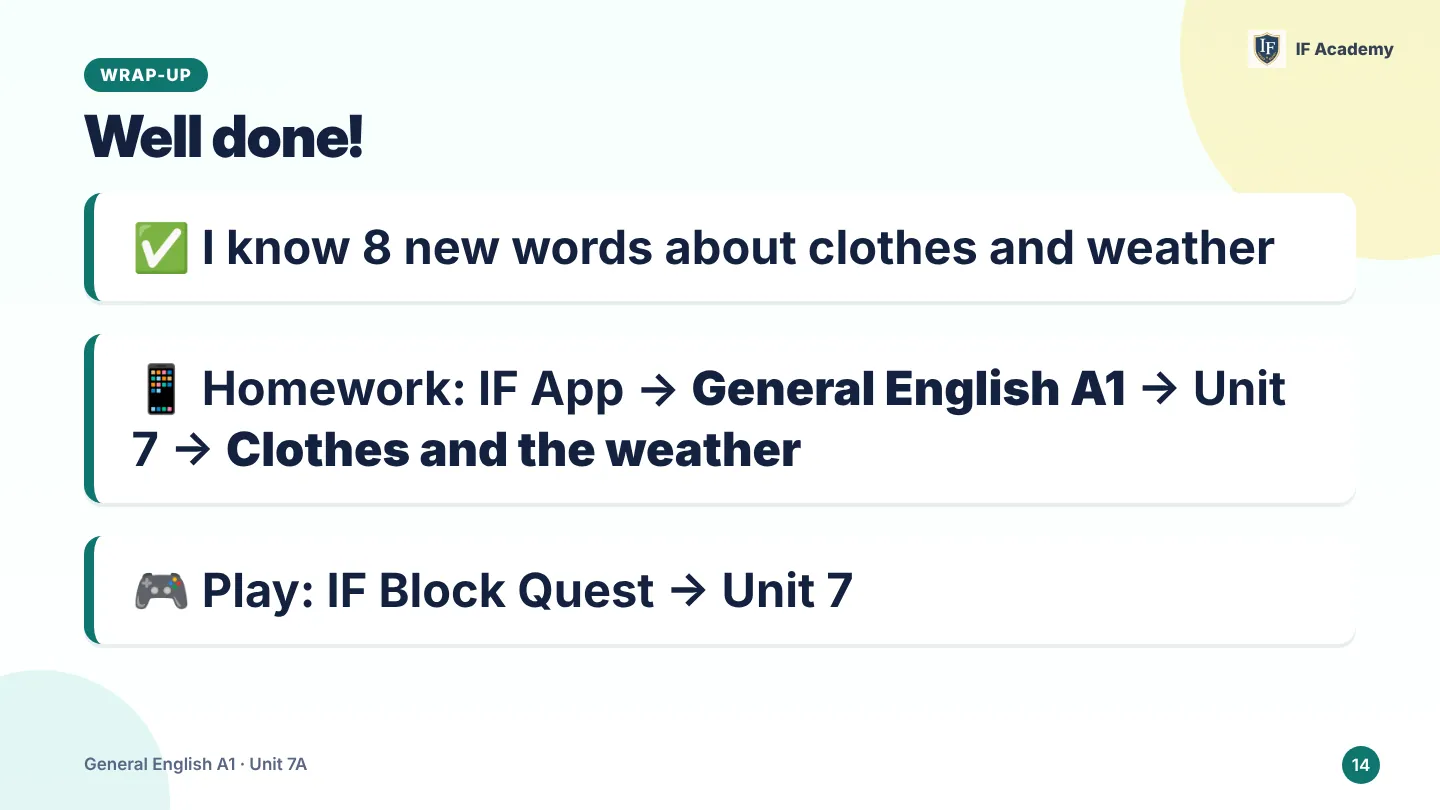 IF Academy
WRAP-UP
Well done!
✅ I know 8 new words about clothes and weather
📱 Homework: IF App → General English A1 → Unit
7 → Clothes and the weather
🎮 Play: IF Block Quest → Unit 7
General English A1 · Unit 7A
14